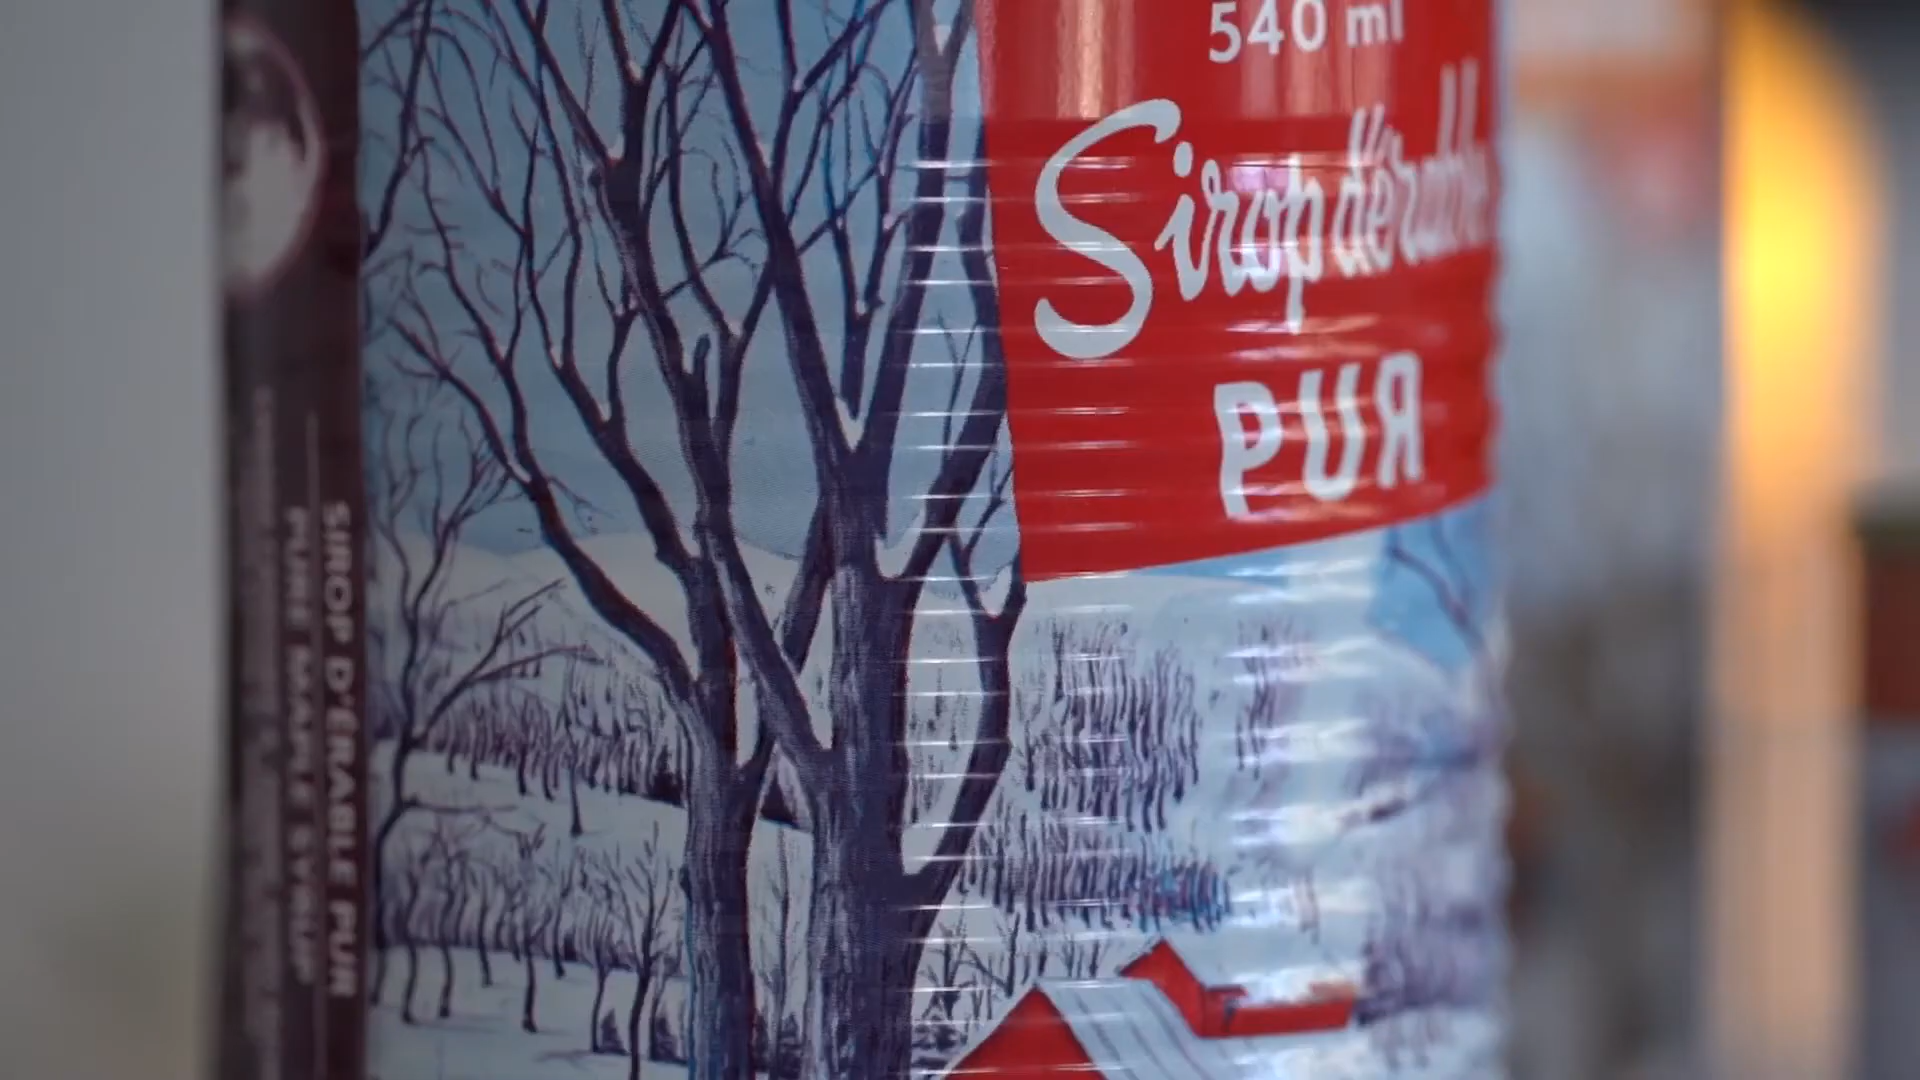 540 ml
Sirop d'érable
PUR
SIROP D'ÉRABLE PUR
PURE MAPLE SYRUP